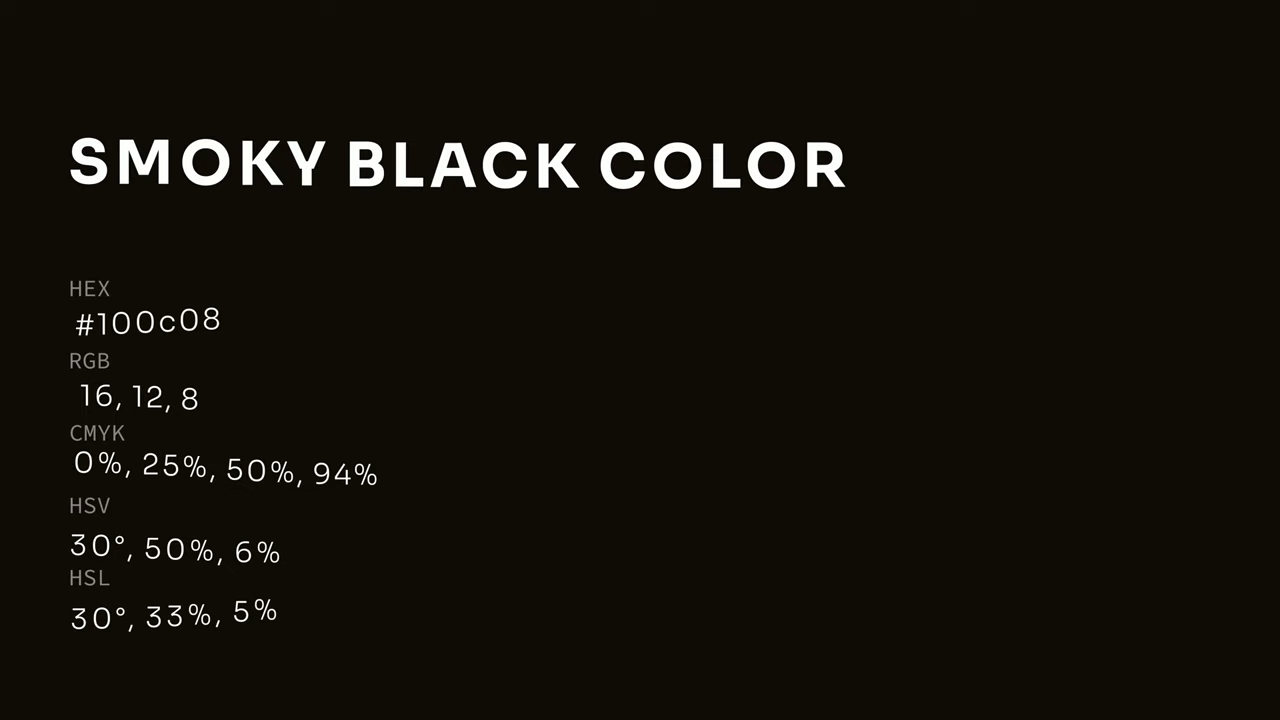 SMOKY BLACK COLOR
HEX
#100c08
RGB
16, 12, 8
CMYK
0%, 25%, 50%, 94%
HSV
30°, 50%, 6%
HSL
30°, 33%, 5%